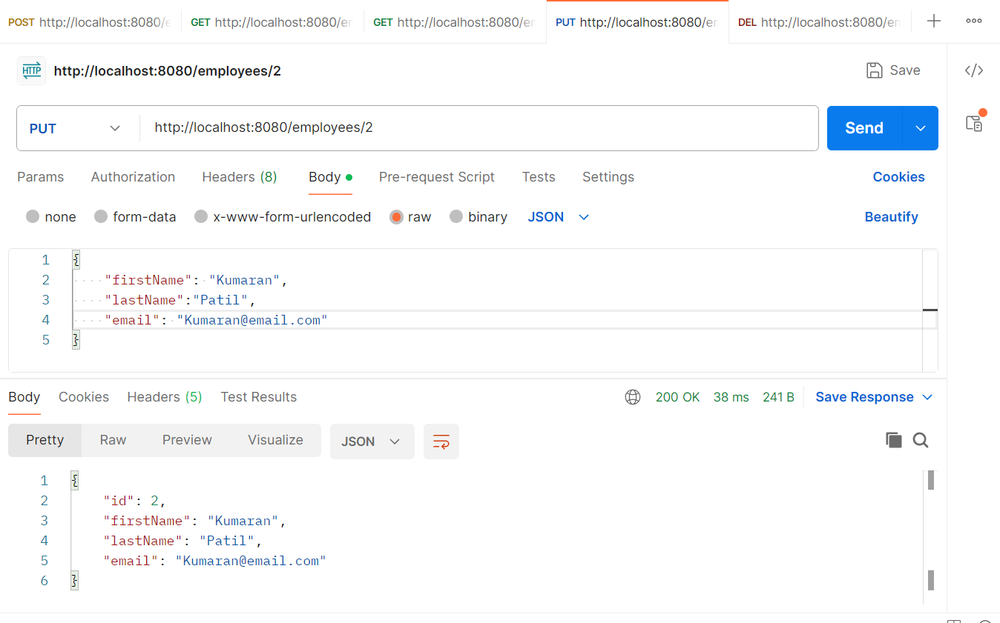 POST http://localhost:8080/e GET http://localhost:8080/er GET http://localhost:8080/en PUT http://localhost:8080/er DEL http://localhost:8080/en
HTTP http://localhost:8080/employees/2 Save
PUT http://localhost:8080/employees/2 Send
Params Authorization Headers (8) Body Pre-request Script Tests Settings Cookies
none form-data x-www-form-urlencoded raw binary JSON Beautify
1 {
2 "firstName": "Kumaran",
3 "lastName":"Patil",
4 "email": "Kumaran@email.com"
5 }
Body Cookies Headers (5) Test Results 200 OK 38 ms 241 B Save Response
Pretty Raw Preview Visualize JSON
1 {
2 "id": 2,
3 "firstName": "Kumaran",
4 "lastName": "Patil",
5 "email": "Kumaran@email.com"
6 }